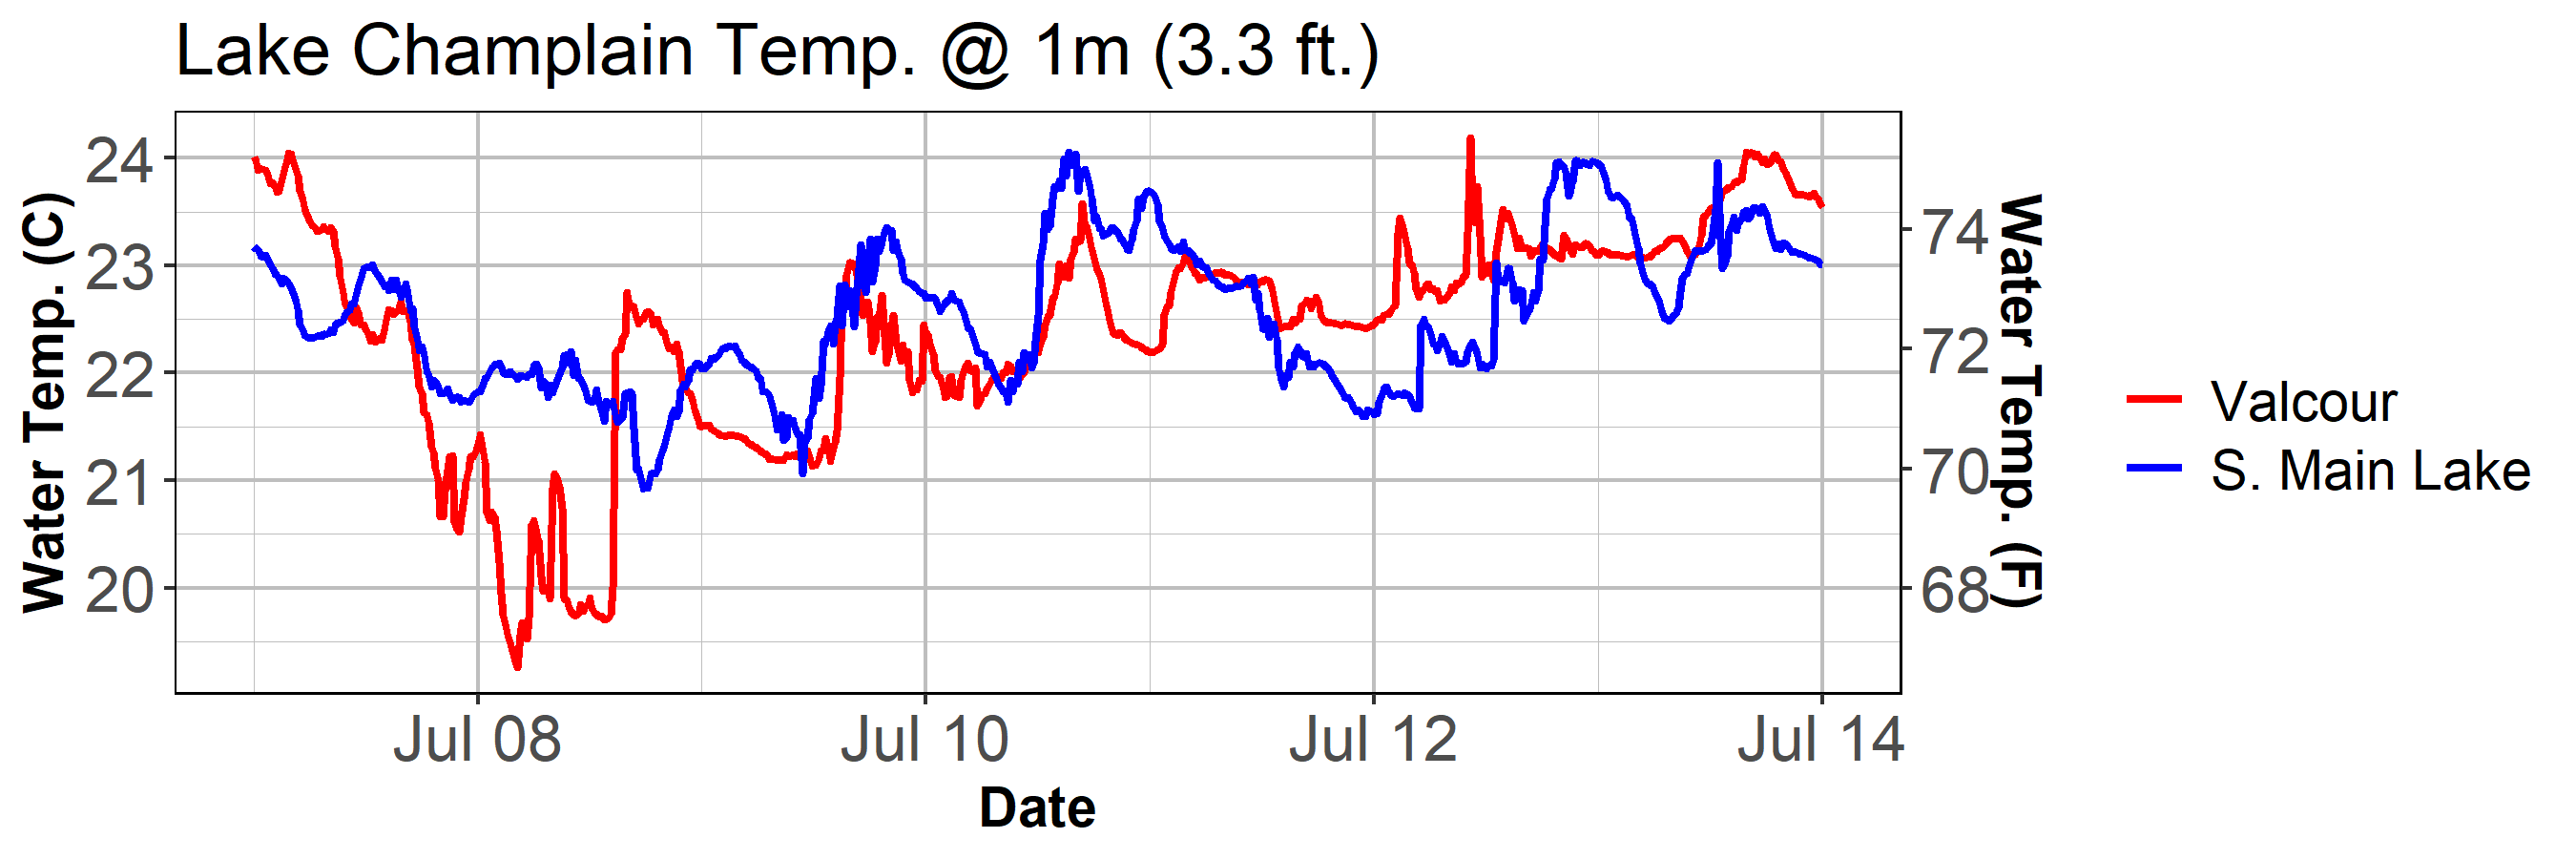 Lake Champlain Temp. @ 1m (3.3 ft.)
Water Temp. (C)
24
23
22
21
20
74
72
70
68
Water Temp. (F)
Jul 08
Jul 10
Jul 12
Jul 14
Date
Valcour
S. Main Lake